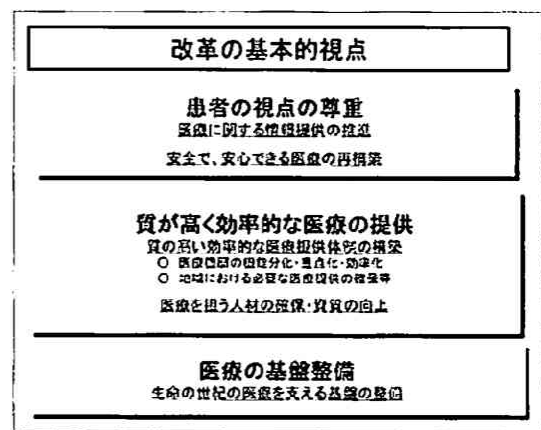 改革の基本的視点
患者の視点の尊重
医療に関する情報提供の推進
安全で、安心できる医療の再構築
質が高く効率的な医療の提供
質の高い効率的な医療提供体制の構築
○ 医療機関の機能分化・重点化・効率化
○ 地域における必要な医療提供の確保等
医療を担う人材の確保・資質の向上
医療の基盤整備
生命の世紀の医療を支える基盤の整備